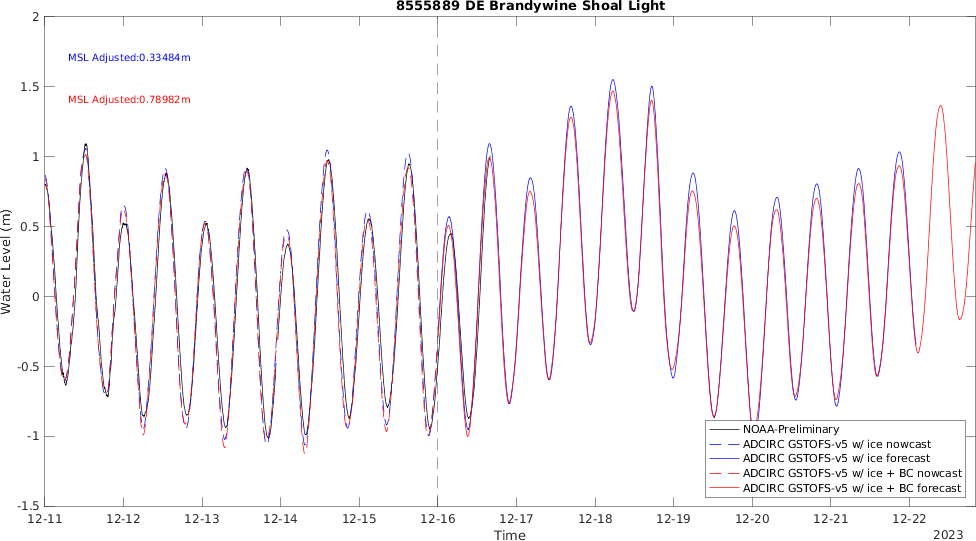 8555889 DE Brandywine Shoal Light
MSL Adjusted:0.33484m
MSL Adjusted:0.78982m
Water Level (m)
2
1.5
1
0.5
0
-0.5
-1
-1.5
NOAA-Preliminary
ADCIRC GSTOFS-v5 w/ ice nowcast
ADCIRC GSTOFS-v5 w/ ice forecast
ADCIRC GSTOFS-v5 w/ ice + BC nowcast
ADCIRC GSTOFS-v5 w/ ice + BC forecast
12-11 12-12 12-13 12-14 12-15 12-16 12-17 12-18 12-19 12-20 12-21 12-22
Time
2023